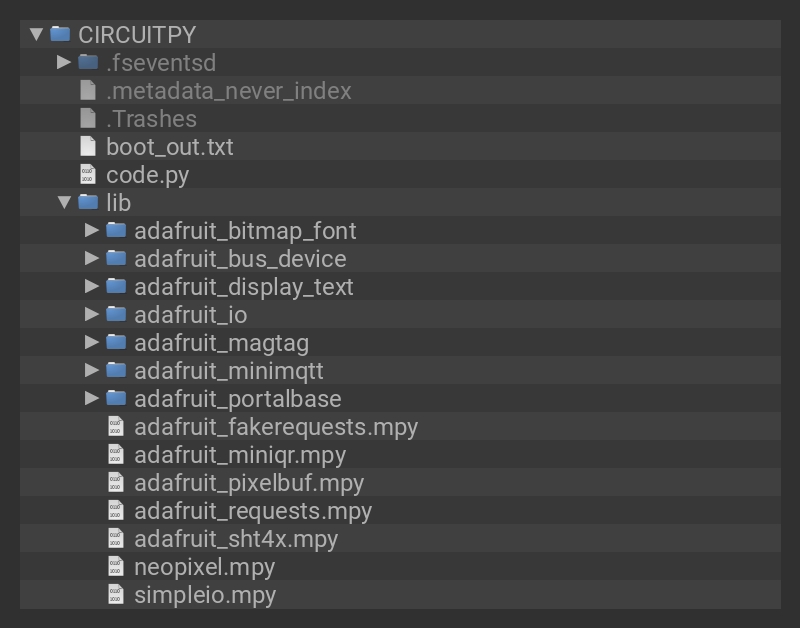 CIRCUITPY
.fseventsd
.metadata_never_index
.Trashes
boot_out.txt
code.py
lib
adafruit_bitmap_font
adafruit_bus_device
adafruit_display_text
adafruit_io
adafruit_magtag
adafruit_minimqtt
adafruit_portalbase
adafruit_fakerequests.mpy
adafruit_miniqr.mpy
adafruit_pixelbuf.mpy
adafruit_requests.mpy
adafruit_sht4x.mpy
neopixel.mpy
simpleio.mpy